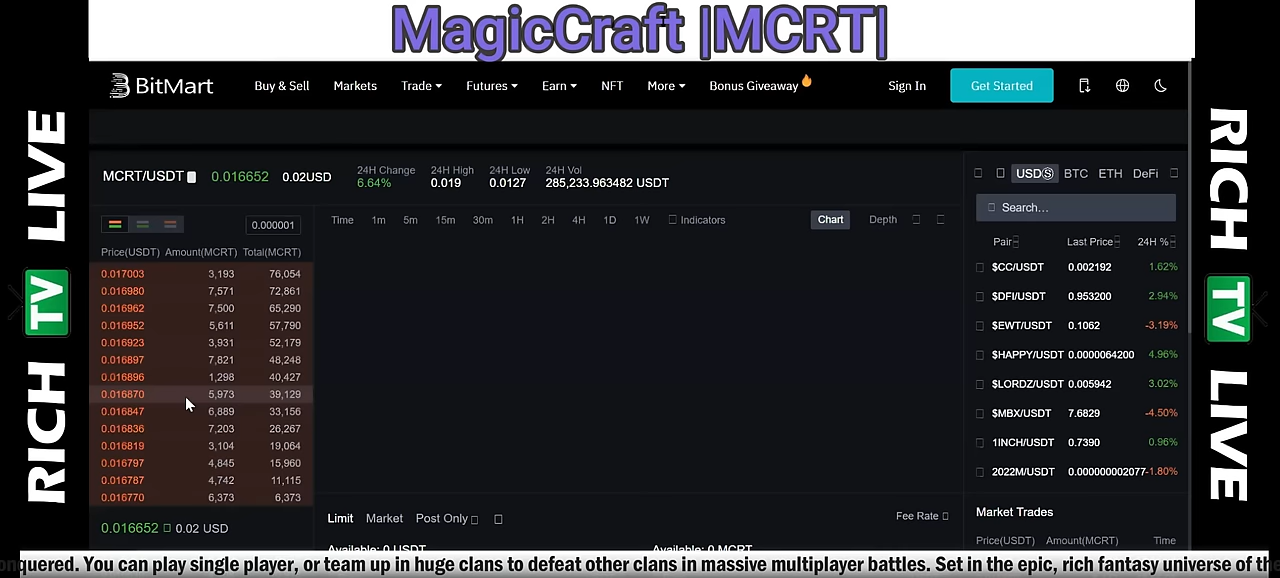 MagicCraft |MCRT|
BitMart
Buy & Sell
Markets
Trade
Futures
Earn
NFT
More
Bonus Giveaway
Sign In
Get Started
MCRT/USDT
0.016652
0.02USD
24H Change
6.64%
24H High
0.019
24H Low
0.0127
24H Vol
285,233.963482 USDT
0.000001
Price(USDT) Amount(MCRT) Total(MCRT)
0.017003 3,193 76,054
0.016980 7,571 72,861
0.016962 7,500 65,290
0.016952 5,611 57,790
0.016923 3,931 52,179
0.016897 7,821 48,248
0.016896 1,298 40,427
0.016870 5,973 39,129
0.016847 6,889 33,156
0.016836 7,203 26,267
0.016819 3,104 19,064
0.016797 4,845 15,960
0.016787 4,742 11,115
0.016770 6,373 6,373
0.016652 0.02 USD
Time 1m 5m 15m 30m 1H 2H 4H 1D 1W Indicators
Chart Depth
Limit Market Post Only
Fee Rate
Available: 0 USDT
Available: 0 MCRT
USDⓈ BTC ETH DeFi
Search...
Pair Last Price 24H %
$CC/USDT 0.002192 1.62%
$DFI/USDT 0.953200 2.94%
$EWT/USDT 0.1062 -3.19%
$HAPPY/USDT 0.0000064200 4.96%
$LORDZ/USDT 0.005942 3.02%
$MBX/USDT 7.6829 -4.50%
1INCH/USDT 0.7390 0.96%
2022M/USDT 0.000000002077 -1.80%
Market Trades
Price(USDT) Amount(MCRT) Time
RICH TV LIVE
RICH TV LIVE
onquered. You can play single player, or team up in huge clans to defeat other clans in massive multiplayer battles. Set in the epic, rich fantasy universe of th